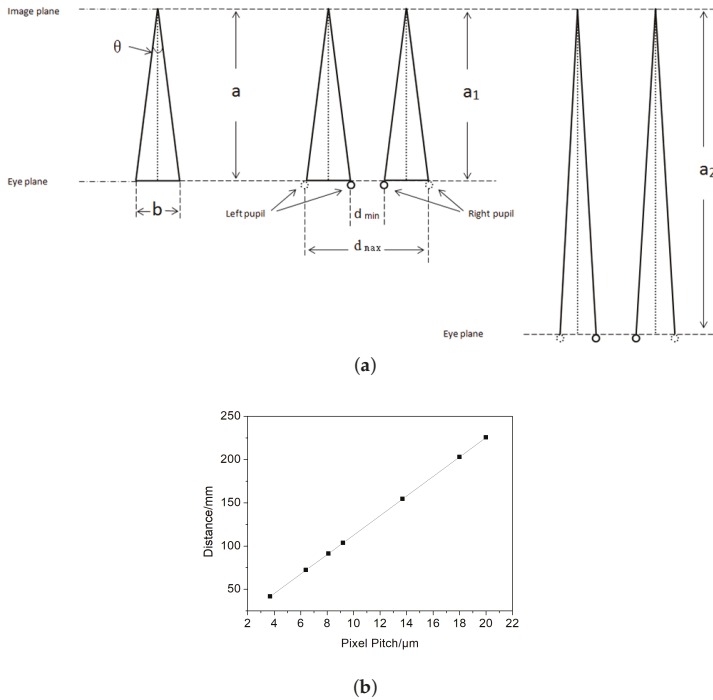 Image plane
θ
a
a1
a2
Eye plane
b
Left pupil
d min
Right pupil
d max
Eye plane
(a)
250
200
150
100
50
Distance/mm
2 4 6 8 10 12 14 16 18 20 22
Pixel Pitch/μm
(b)